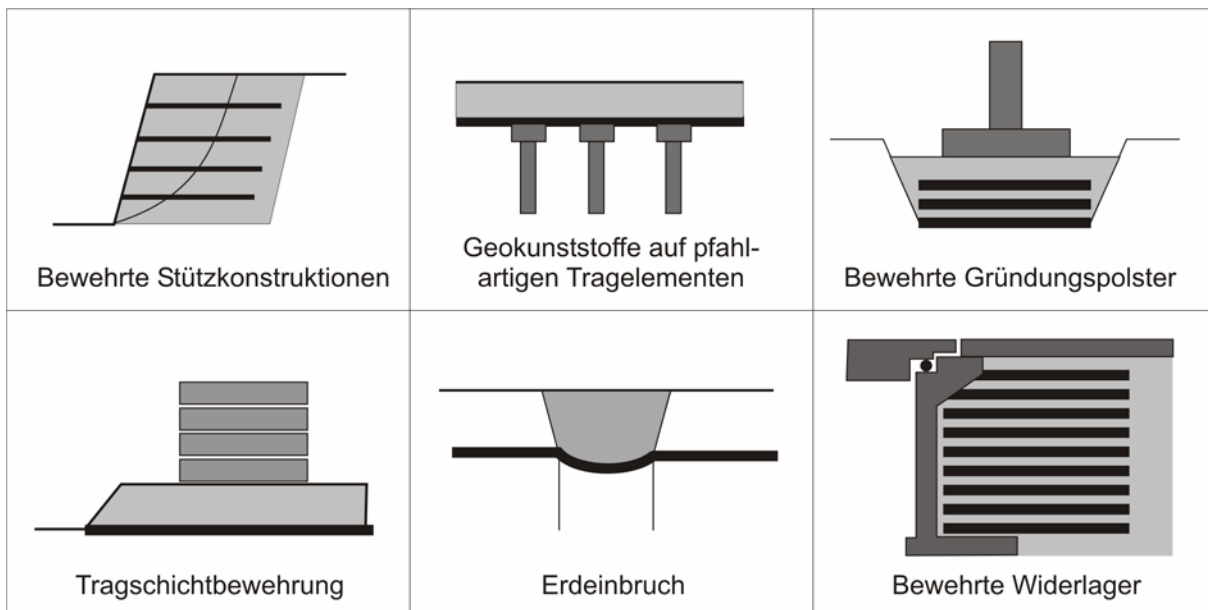 Bewehrte Stützkonstruktionen
Geokunststoffe auf pfahl-
artigen Tragelementen
Bewehrte Gründungspolster
Tragschichtbewehrung
Erdeinbruch
Bewehrte Widerlager